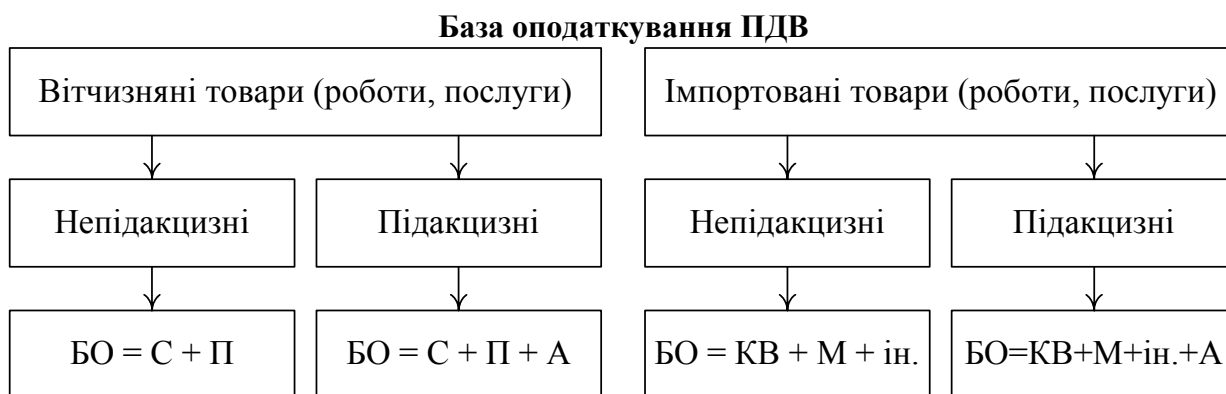 База оподаткування ПДВ
Вітчизняні товари (роботи, послуги)
Імпортовані товари (роботи, послуги)
Непідакцизні
Підакцизні
Непідакцизні
Підакцизні
БО = С + П
БО = С + П + А
БО = КВ + М + ін.
БО=КВ+М+ін.+А